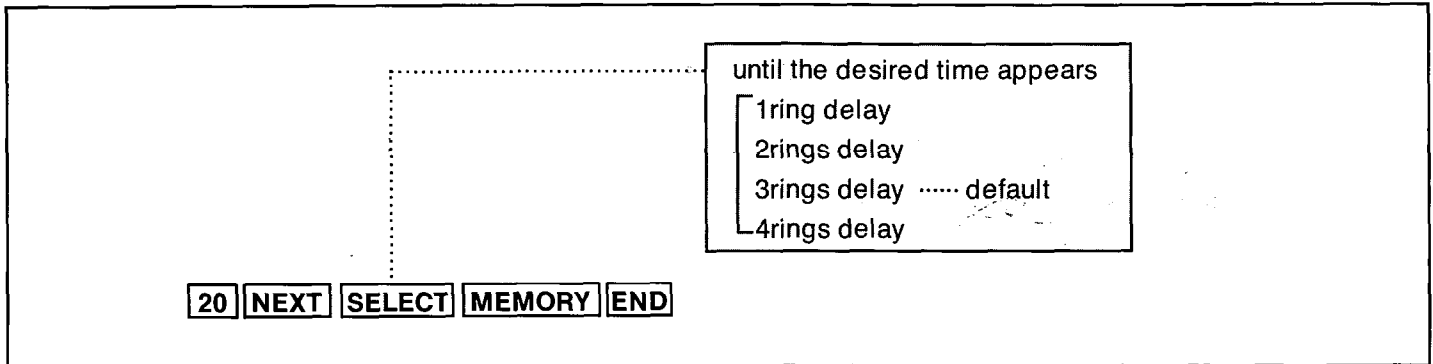 until the desired time appears
1ring delay
2rings delay
3rings delay ······ default
4rings delay
20 NEXT SELECT MEMORY END